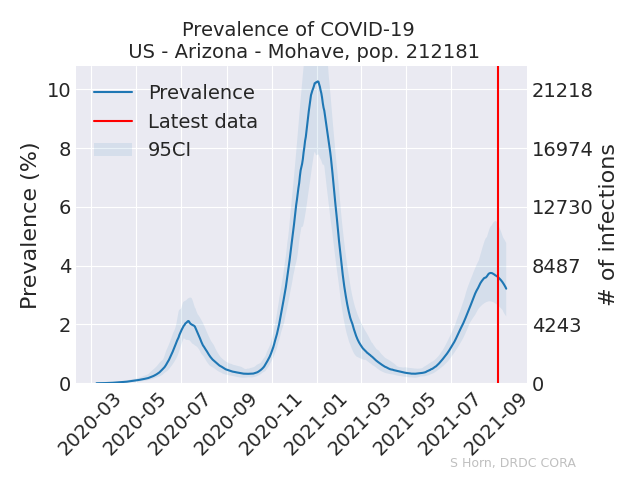 Prevalence of COVID-19
US - Arizona - Mohave, pop. 212181
Prevalence
Latest data
95CI
Prevalence (%)
10
8
6
4
2
0
21218
16974
12730
8487
4243
0
# of infections
2020-03
2020-05
2020-07
2020-09
2020-11
2021-01
2021-03
2021-05
2021-07
2021-09
S Horn, DRDC CORA